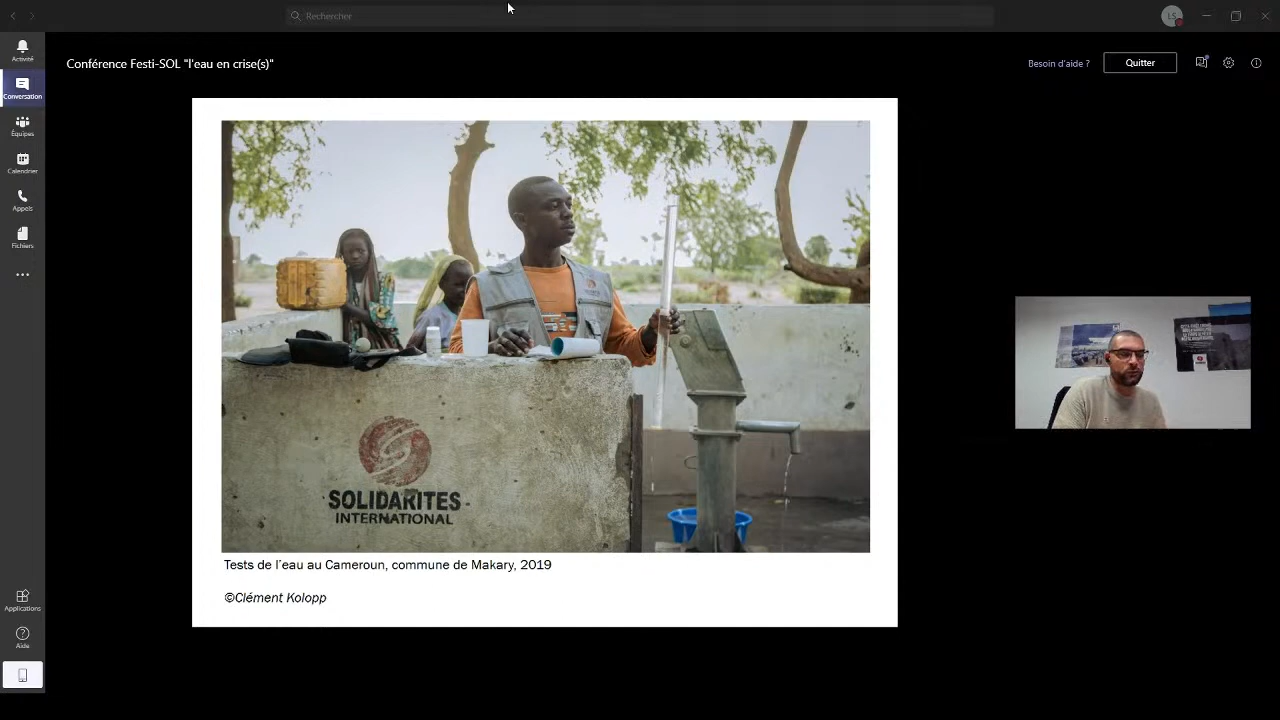 Rechercher
LS
Activité
Conversation
Équipes
Calendrier
Appels
Fichiers
Applications
Aide
Conférence Festi-SOL "l'eau en crise(s)"
Besoin d'aide ?
Quitter
SOLIDARITES
INTERNATIONAL
Tests de l'eau au Cameroun, commune de Makary, 2019
©Clément Kolopp